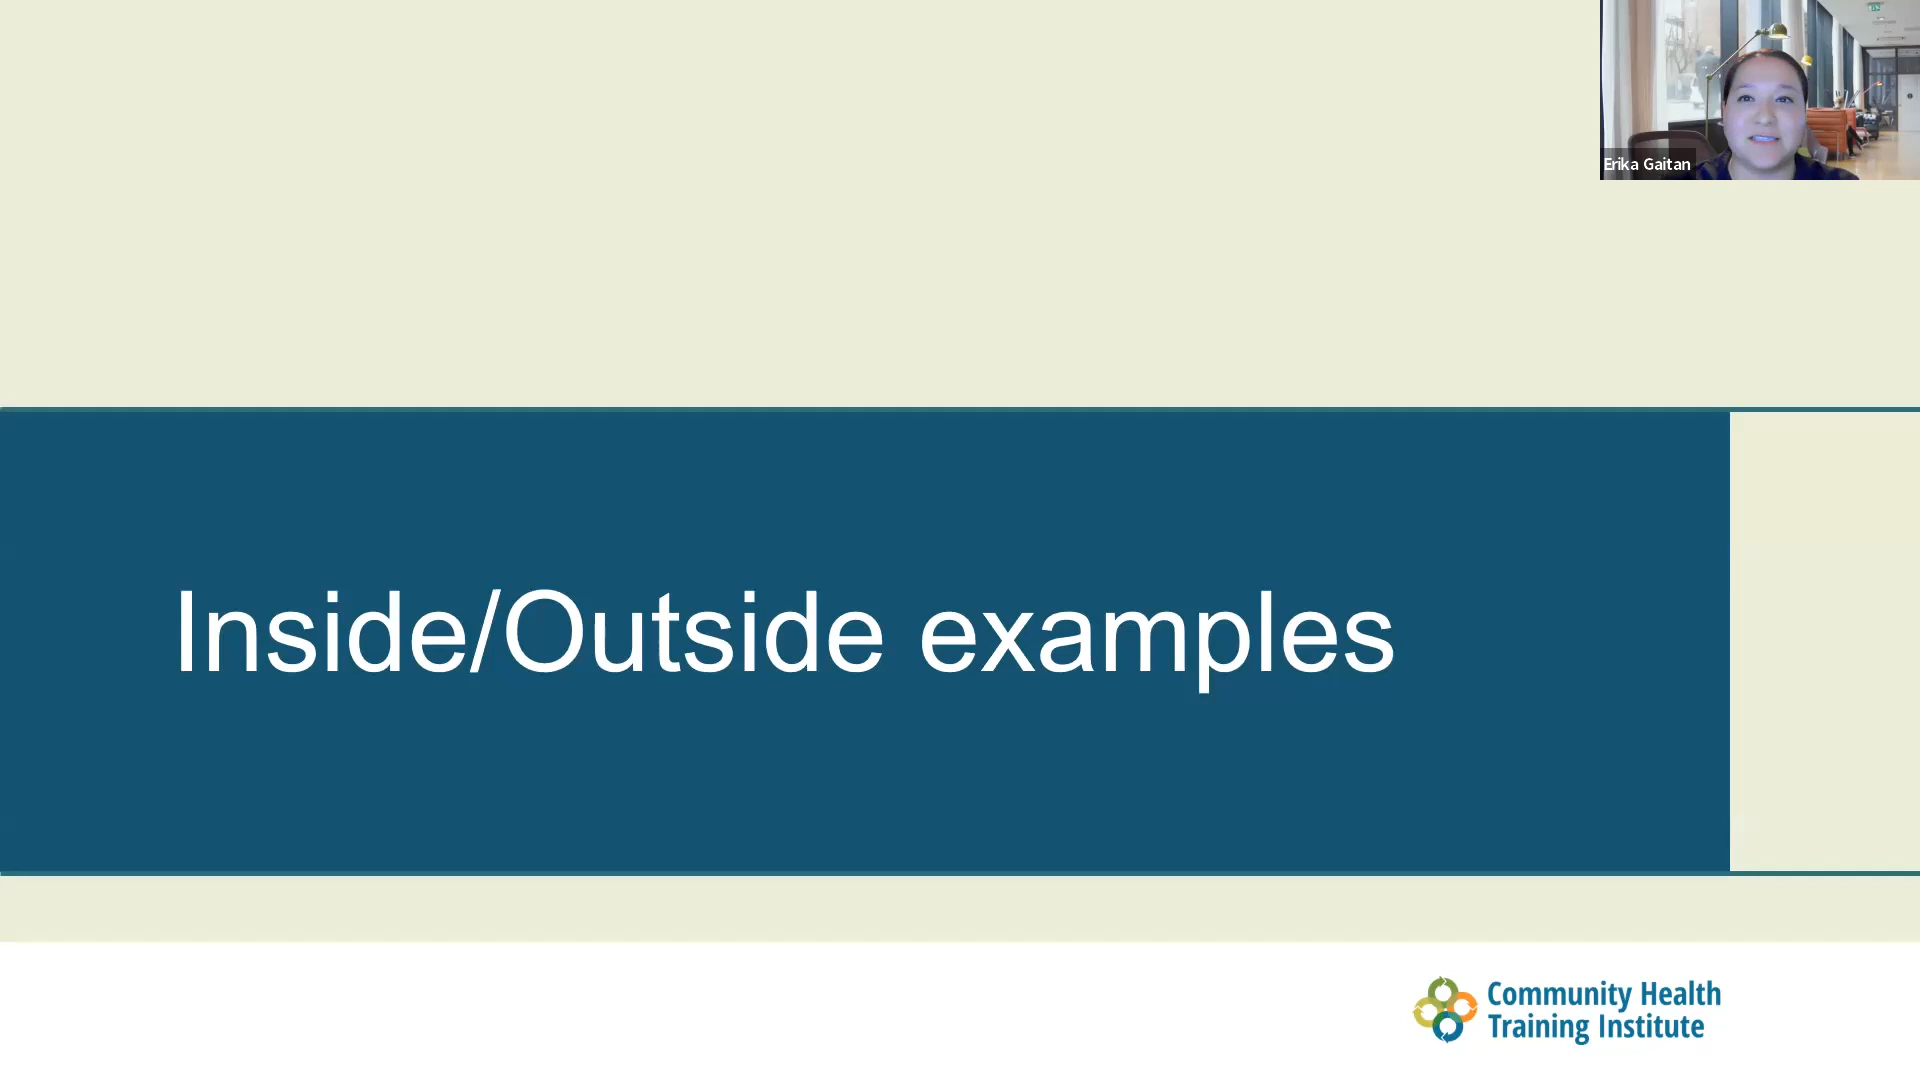 Erika Gaitan
Inside/Outside examples
Community Health
Training Institute